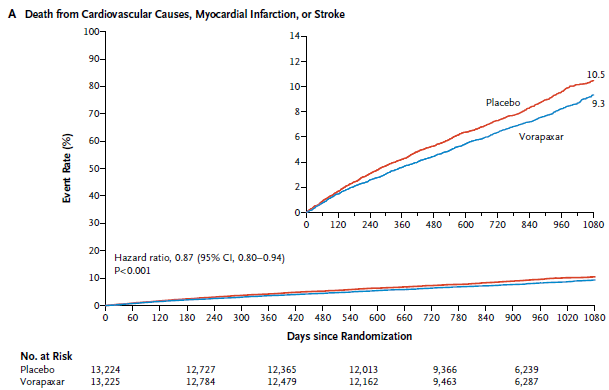 A Death from Cardiovascular Causes, Myocardial Infarction, or Stroke
Event Rate (%)
100
90
80
70
60
50
40
30
20
10
0
14
12
10
8
6
4
2
0
10.5
9.3
Placebo
Vorapaxar
0 120 240 360 480 600 720 840 960 1080
Hazard ratio, 0.87 (95% CI, 0.80–0.94)
P<0.001
0 60 120 180 240 300 360 420 480 540 600 660 720 780 840 900 960 1020 1080
Days since Randomization
No. at Risk
Placebo 13,224 12,727 12,365 12,013 9,366 6,239
Vorapaxar 13,225 12,784 12,479 12,162 9,463 6,287